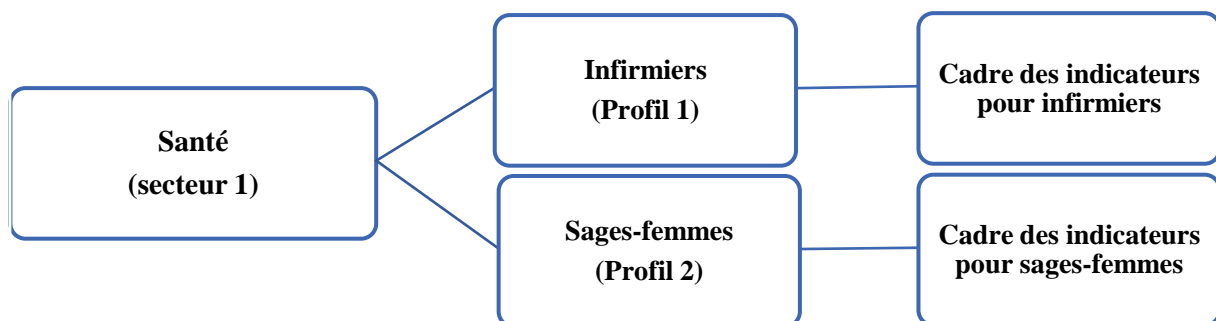 Santé
(secteur 1)
Infirmiers
(Profil 1)
Cadre des indicateurs
pour infirmiers
Sages-femmes
(Profil 2)
Cadre des indicateurs
pour sages-femmes